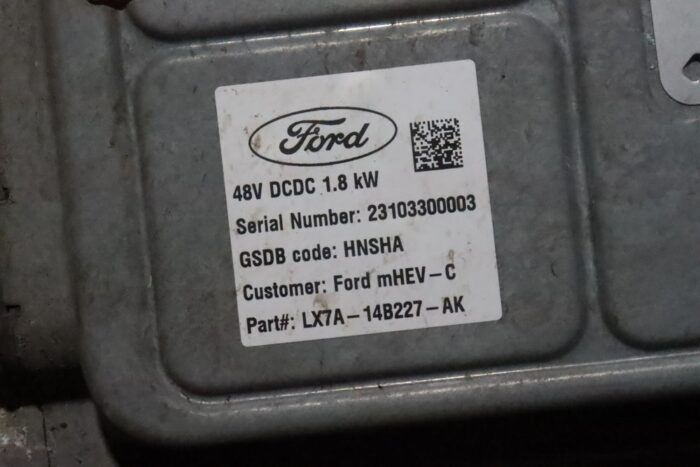 Ford
48V DCDC 1.8 kW
Serial Number: 23103300003
GSDB code: HNSHA
Customer: Ford mHEV-C
Part#: LX7A-14B227-AK